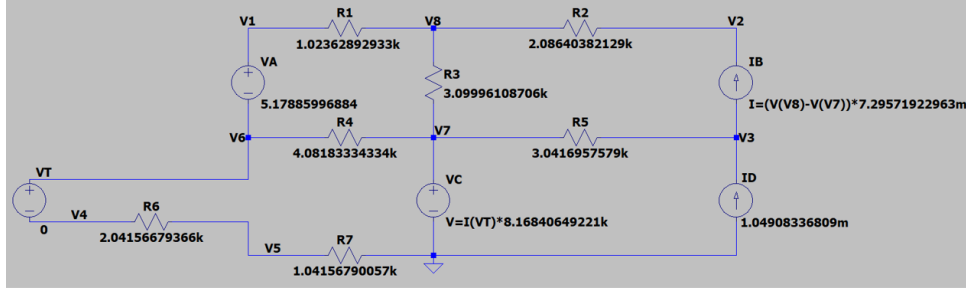 V1
R1
V8
R2
V2
1.02362892933k
2.08640382129k
VA
R3
IB
5.17885996884
3.09996108706k
I=(V(V8)-V(V7))*7.29571922963m
V6
R4
V7
R5
V3
4.08183334334k
3.0416957579k
VT
VC
ID
V4
R6
V=I(VT)*8.16840649221k
1.04908336809m
0
2.04156679366k
V5
R7
1.04156790057k